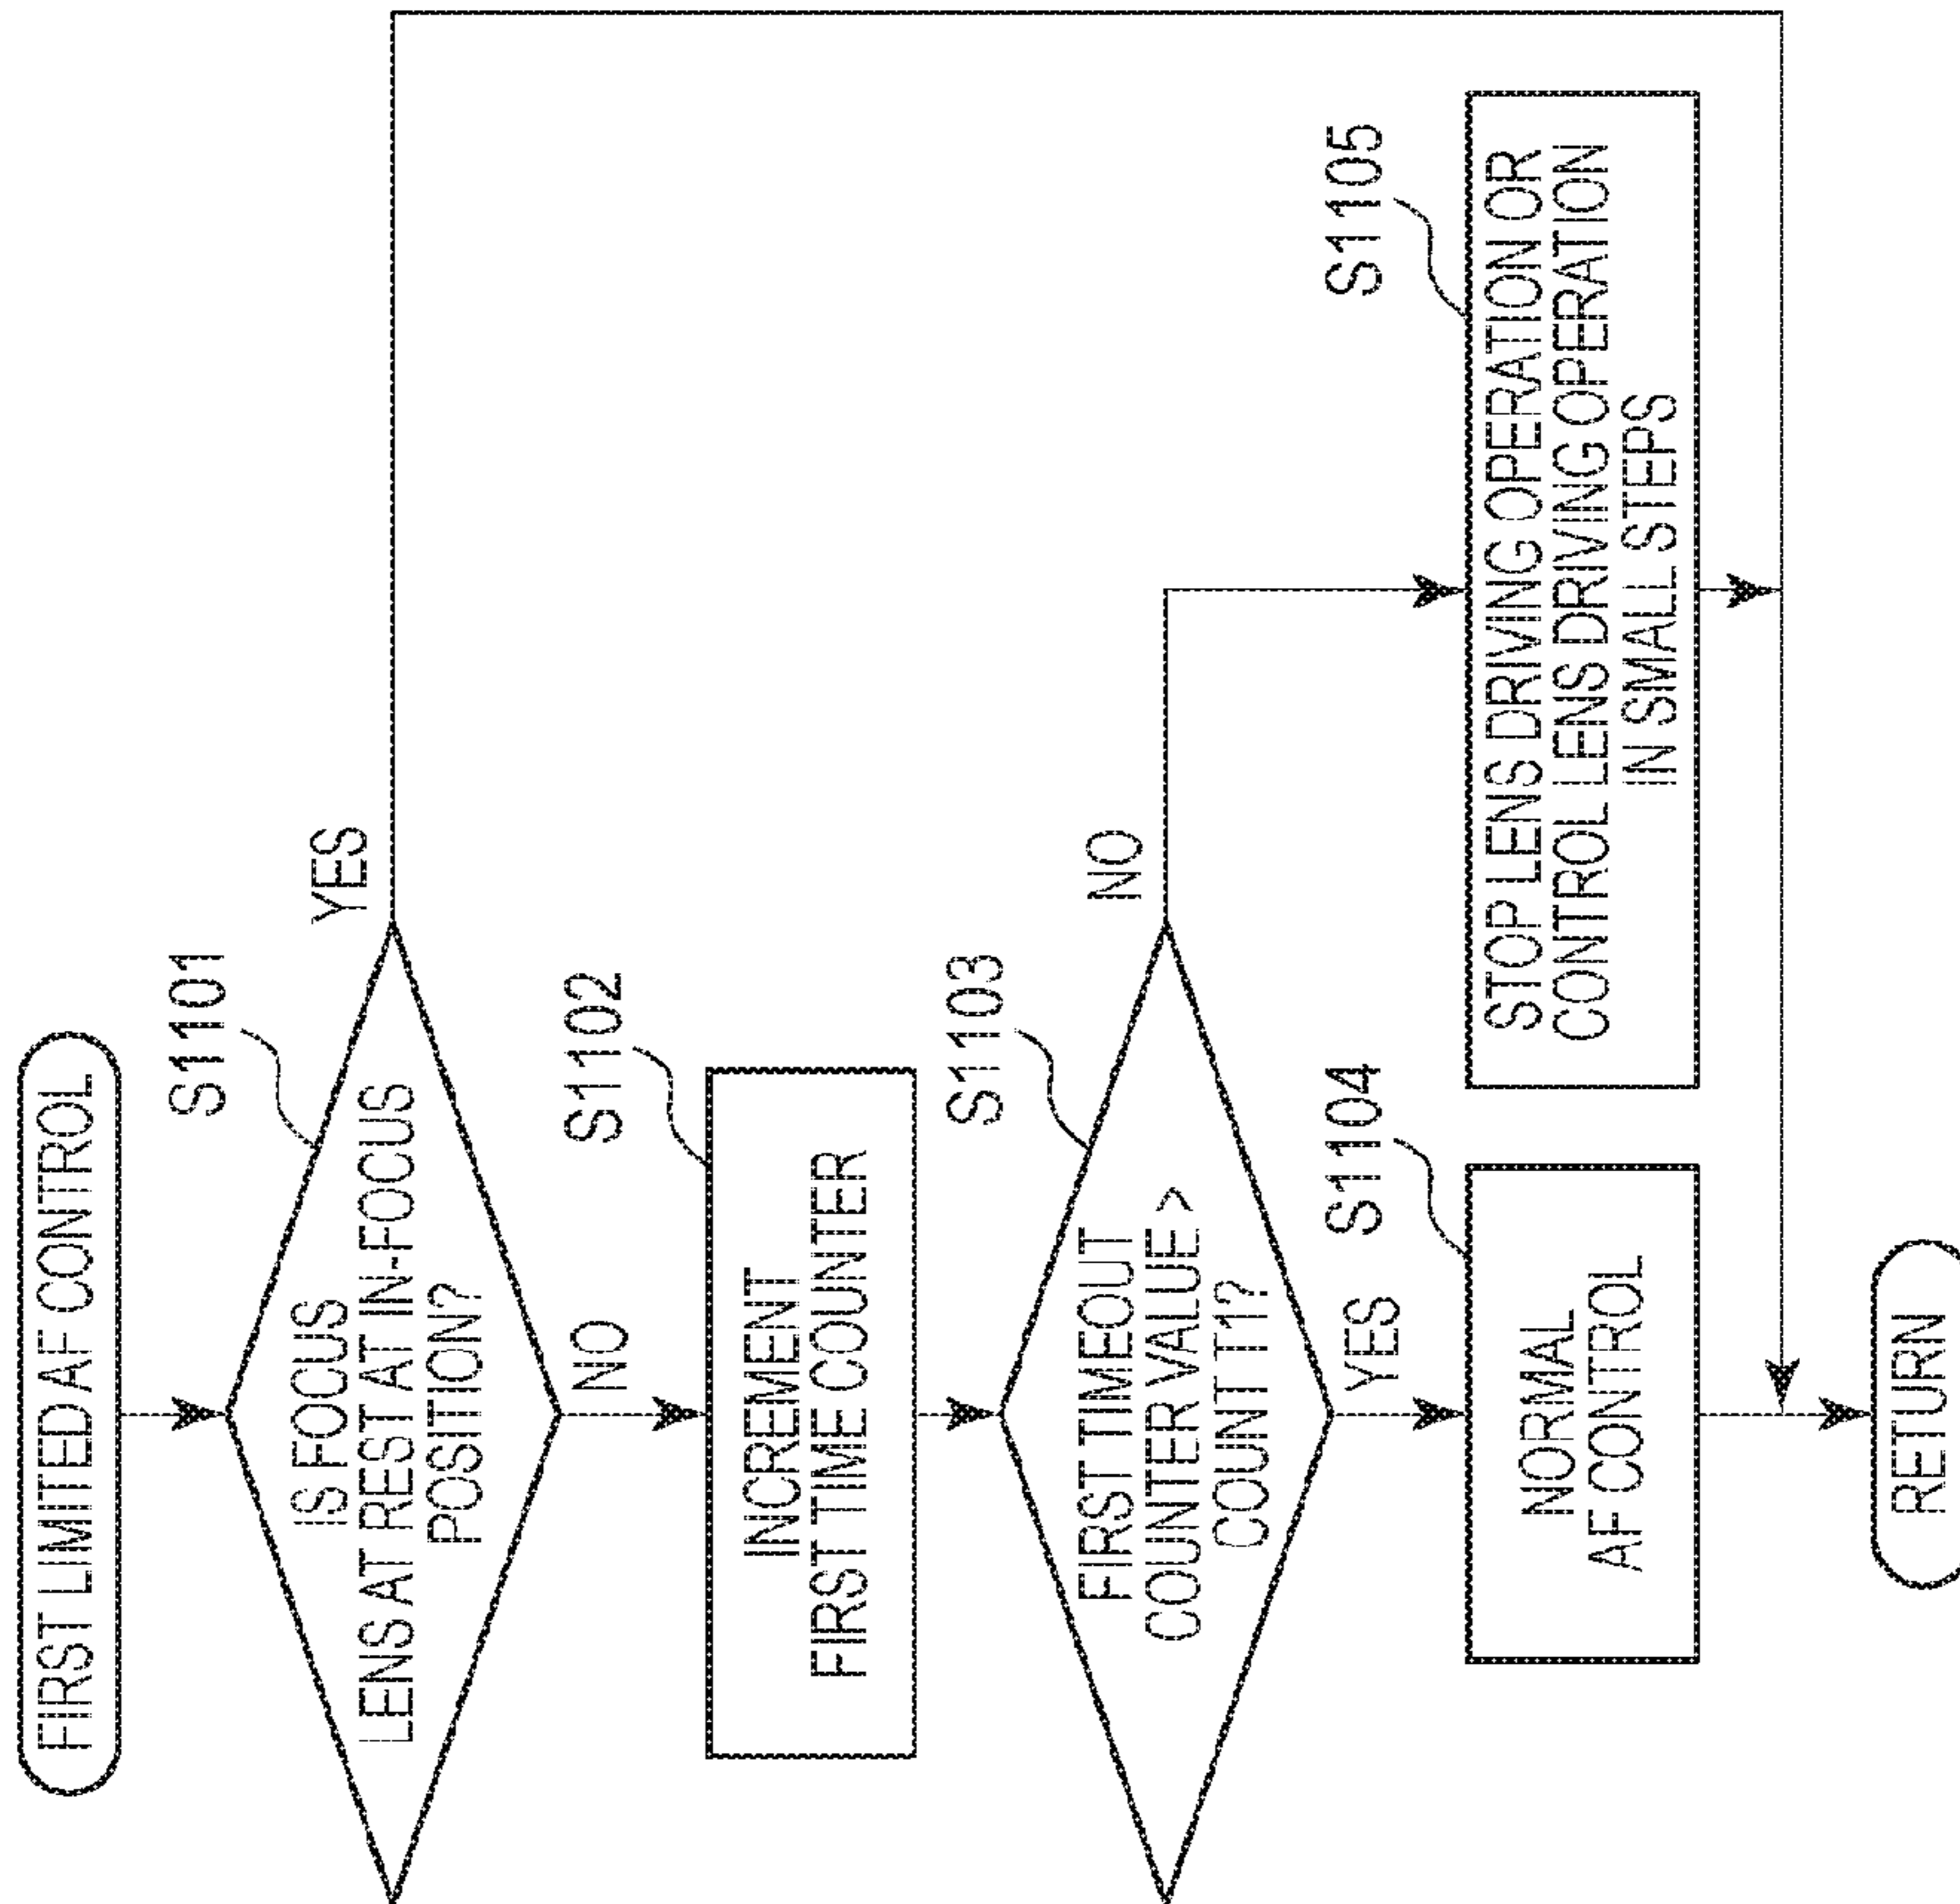 FIRST LIMITED AF CONTROL
S1101
IS FOCUS
LENS AT REST AT IN-FOCUS
POSITION?
YES
NO
S1102
INCREMENT
FIRST TIME COUNTER
S1103
FIRST TIMEOUT
COUNTER VALUE >
COUNT T1?
NO
YES
S1104
NORMAL
AF CONTROL
S1105
STOP LENS DRIVING OPERATION OR
CONTROL LENS DRIVING OPERATION
IN SMALL STEPS
RETURN